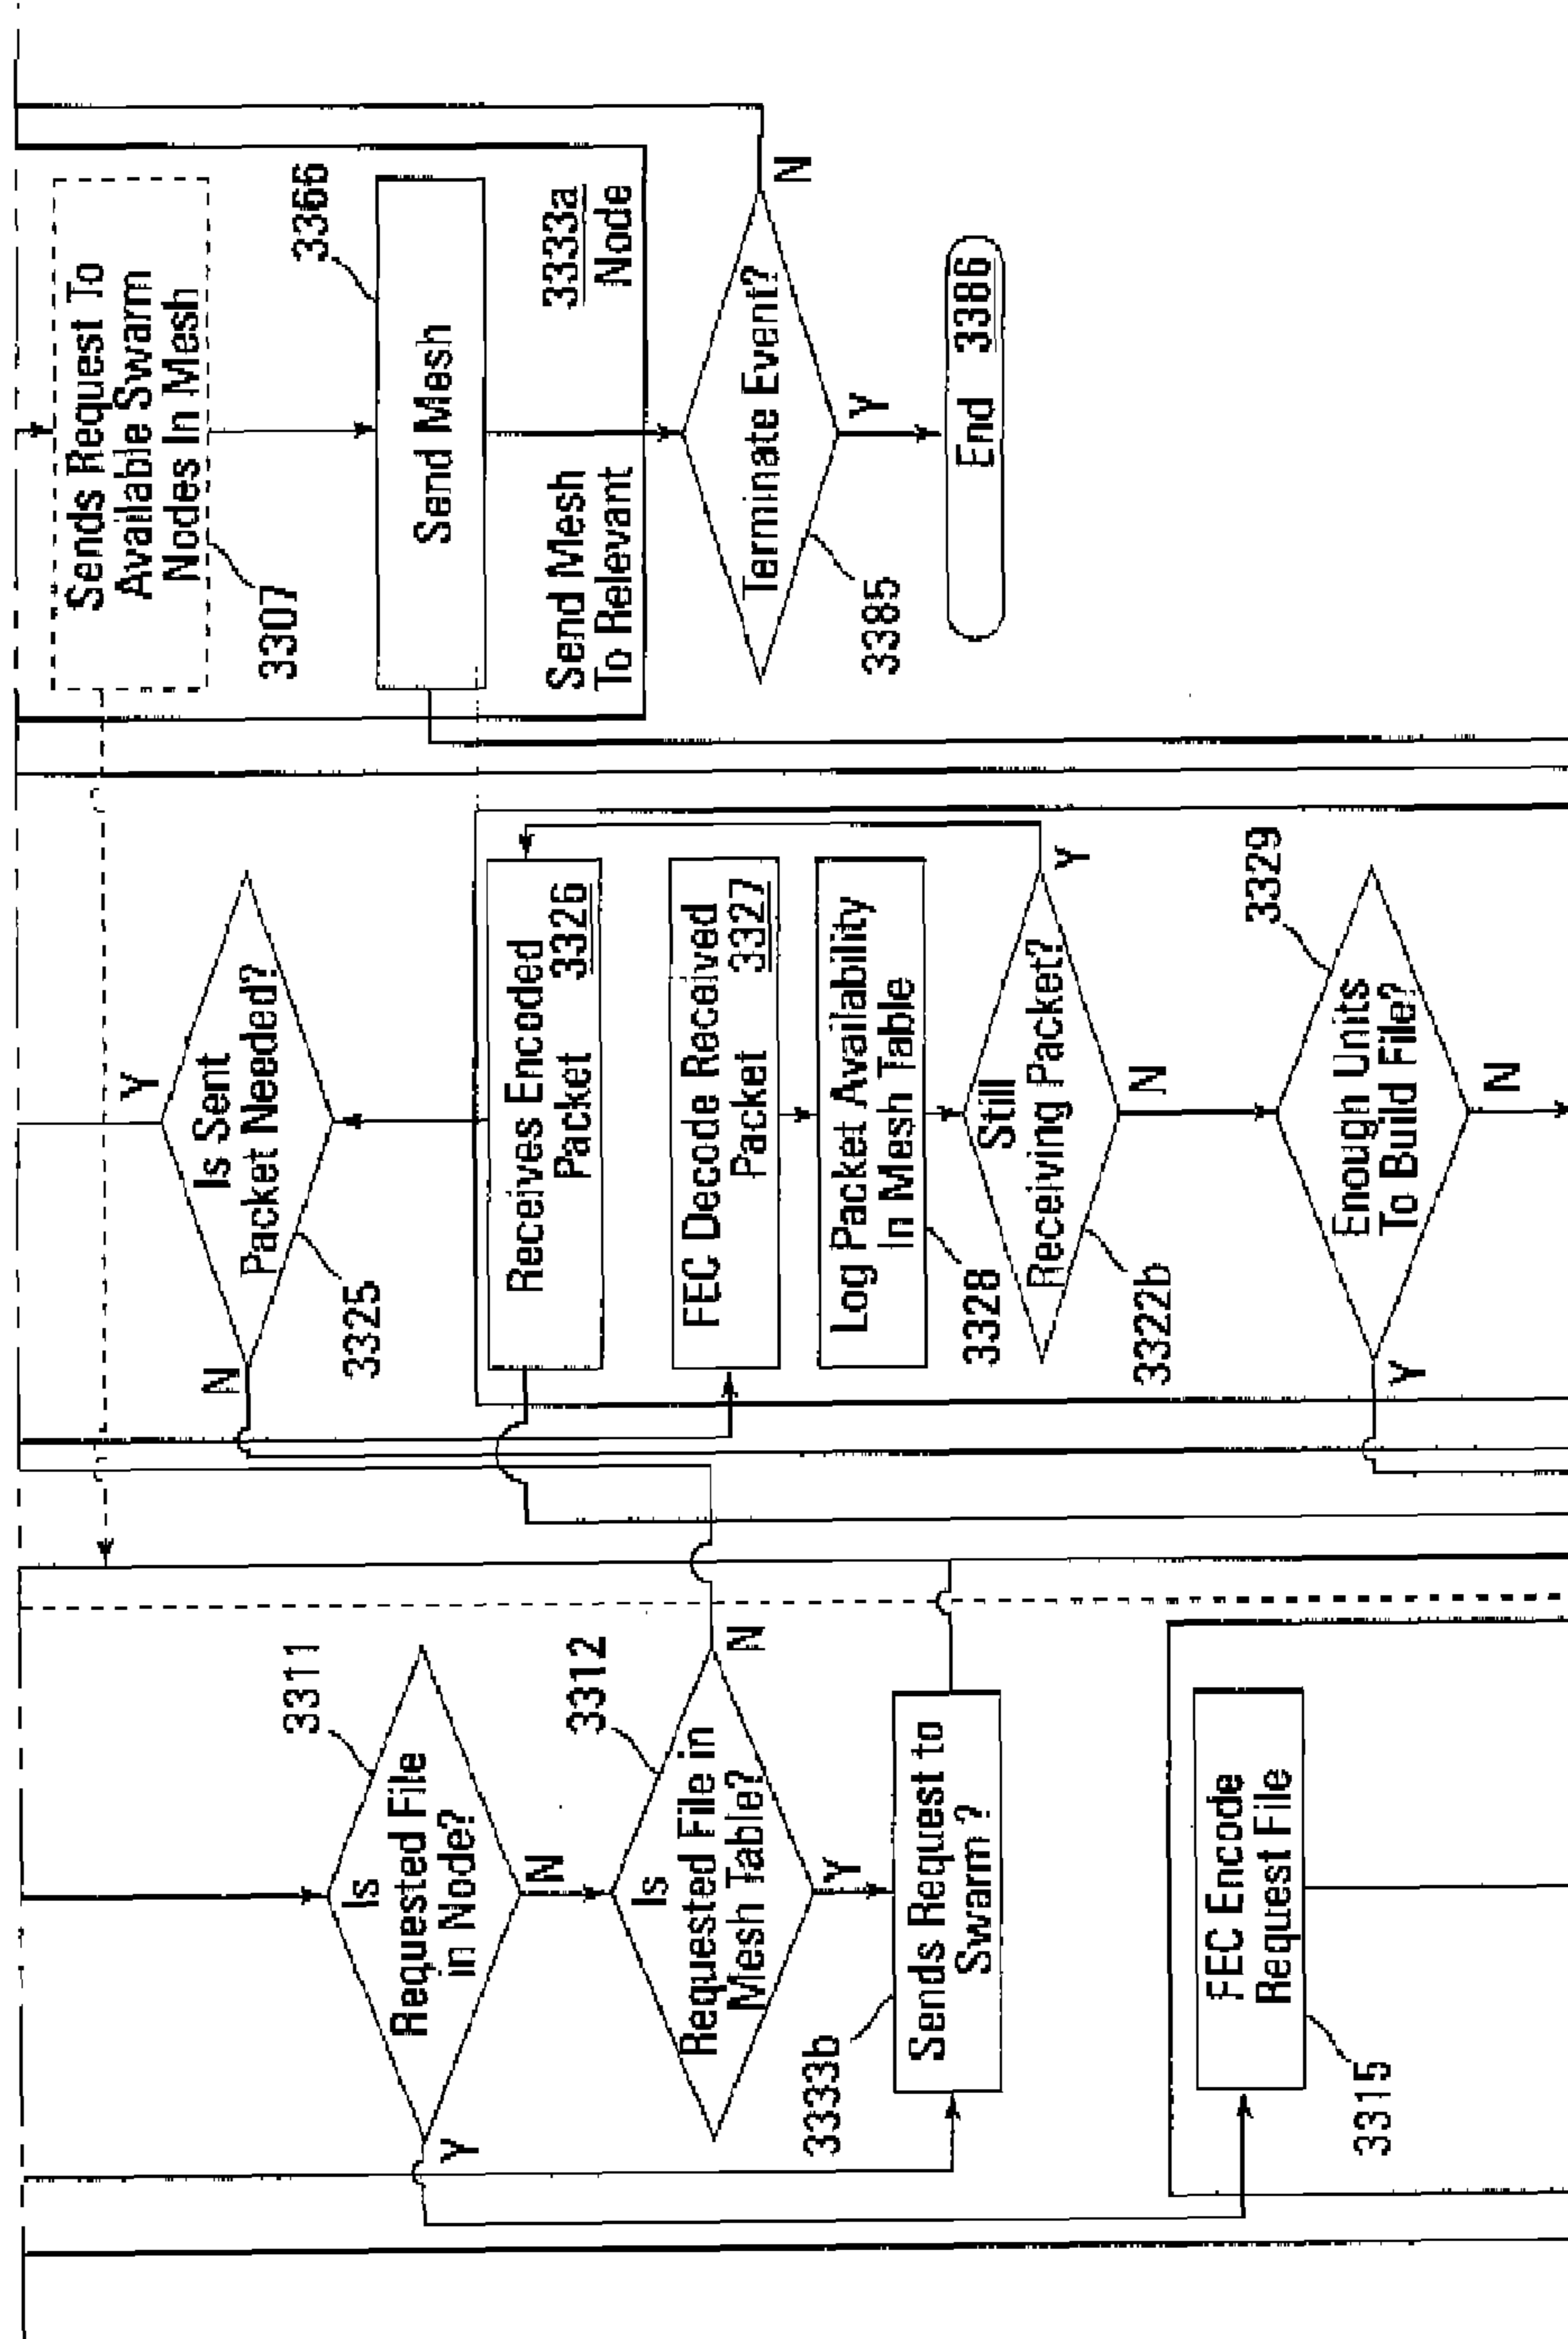 3311
Is
Requested File
in Node?
Y
N
3312
Is
Requested File in
Mesh Table?
N
Y
3333b
Sends Request to
Swarm ?
FEC Encode
Request File
3315
Y
Is Sent
Packet Needed?
N
3325
Receives Encoded
Packet 3326
FEC Decode Received
Packet 3327
Log Packet Availability
In Mesh Table
3328
Still
Receiving Packet?
Y
N
3322b
3329
Enough Units
To Build File?
Y
N
Sends Request To
Available Swarm
Nodes In Mesh
3307
3366
Send Mesh
Send Mesh 3333a
To Relevant Node
Terminate Event?
N
Y
3385
End 3386